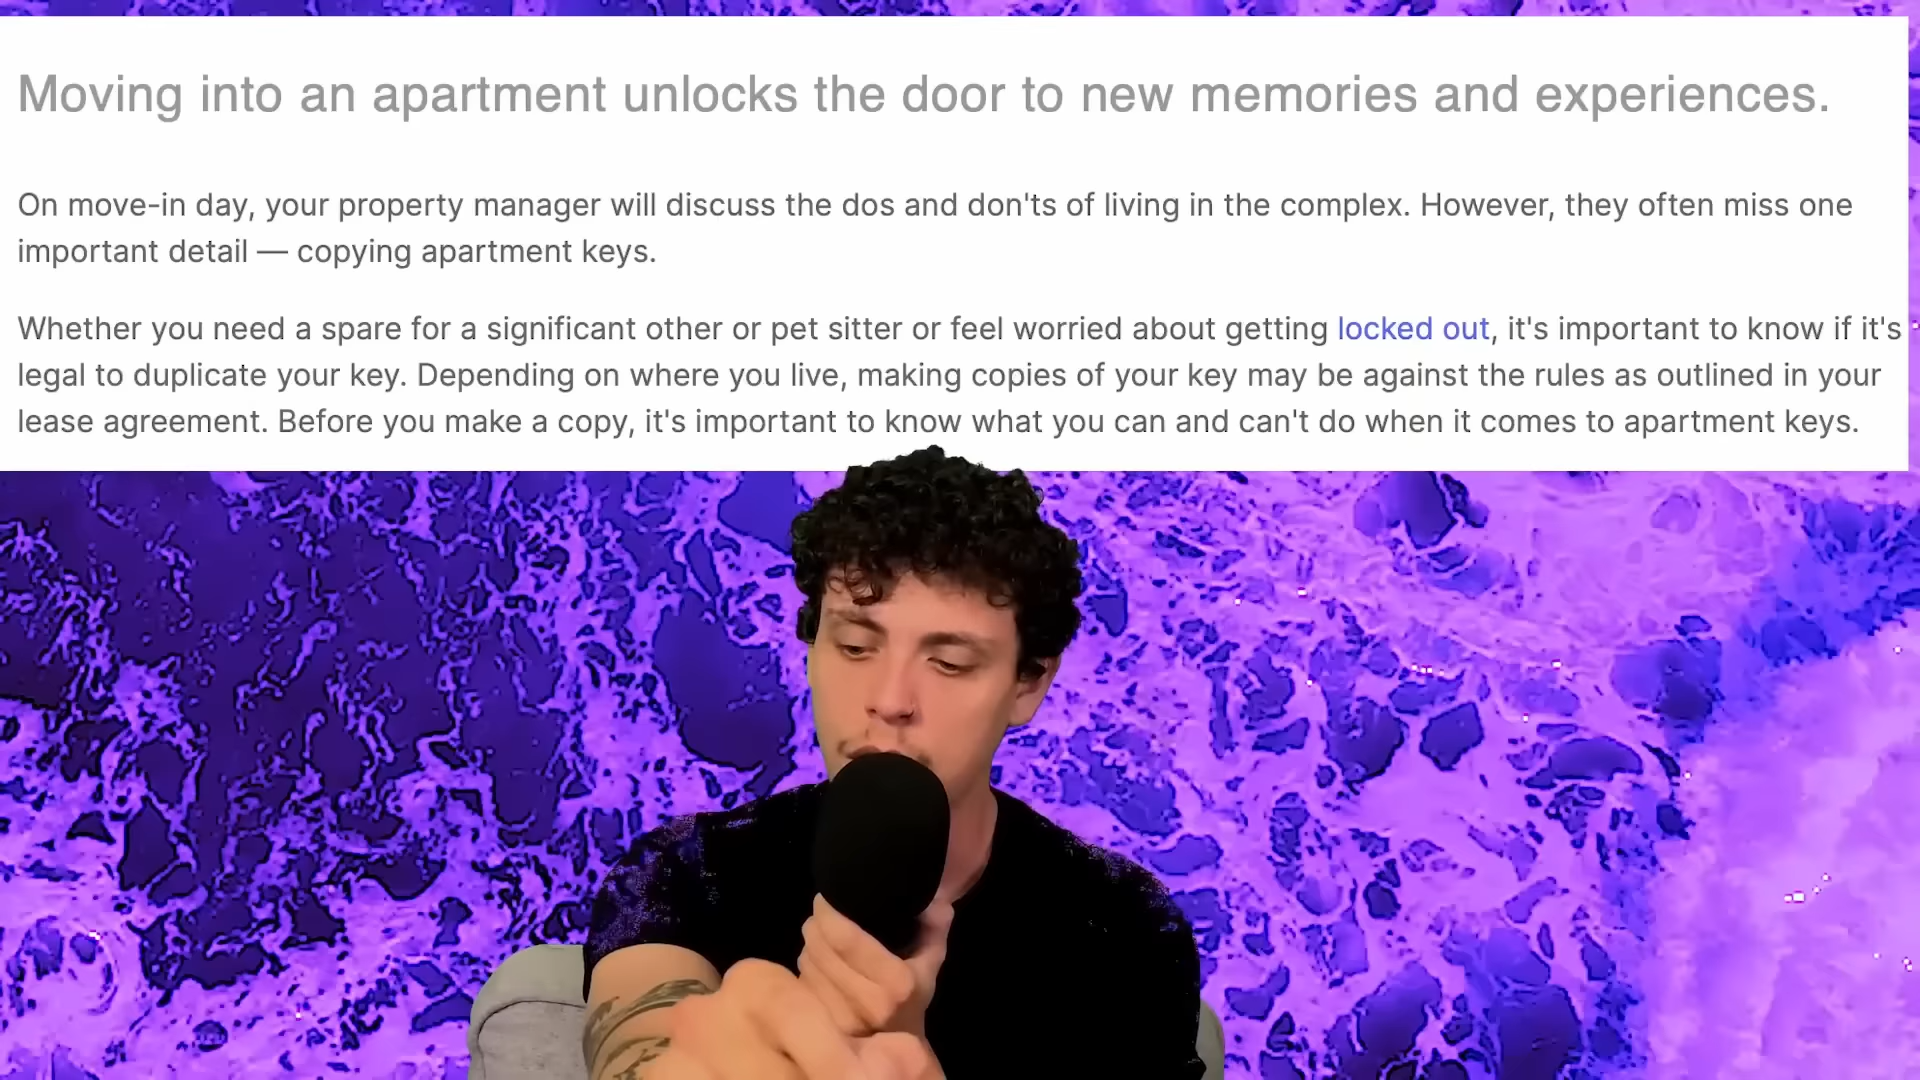 Moving into an apartment unlocks the door to new memories and experiences.
On move-in day, your property manager will discuss the dos and don'ts of living in the complex. However, they often miss one
important detail — copying apartment keys.
Whether you need a spare for a significant other or pet sitter or feel worried about getting locked out, it's important to know if it's
legal to duplicate your key. Depending on where you live, making copies of your key may be against the rules as outlined in your
lease agreement. Before you make a copy, it's important to know what you can and can't do when it comes to apartment keys.